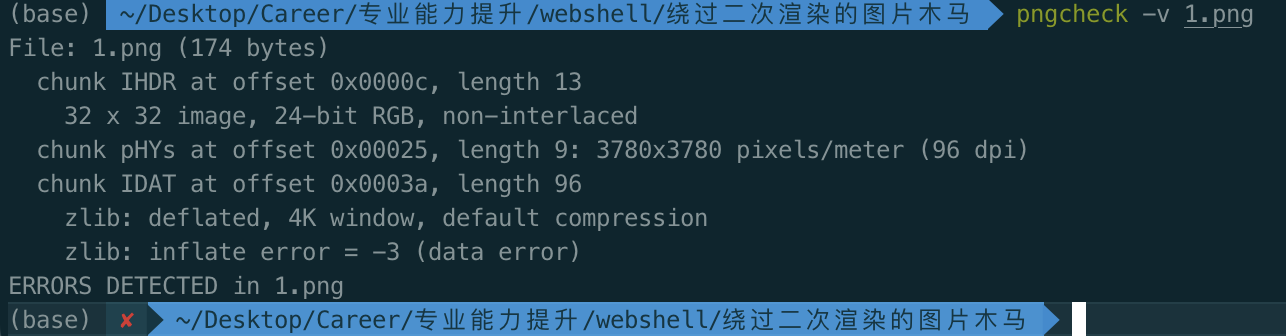 (base) ~/Desktop/Career/专业能力提升/webshell/绕过二次渲染的图片木马 pngcheck -v 1.png
File: 1.png (174 bytes)
  chunk IHDR at offset 0x0000c, length 13
    32 x 32 image, 24-bit RGB, non-interlaced
  chunk pHYs at offset 0x00025, length 9: 3780x3780 pixels/meter (96 dpi)
  chunk IDAT at offset 0x0003a, length 96
    zlib: deflated, 4K window, default compression
    zlib: inflate error = -3 (data error)
ERRORS DETECTED in 1.png
(base) ✘ ~/Desktop/Career/专业能力提升/webshell/绕过二次渲染的图片木马